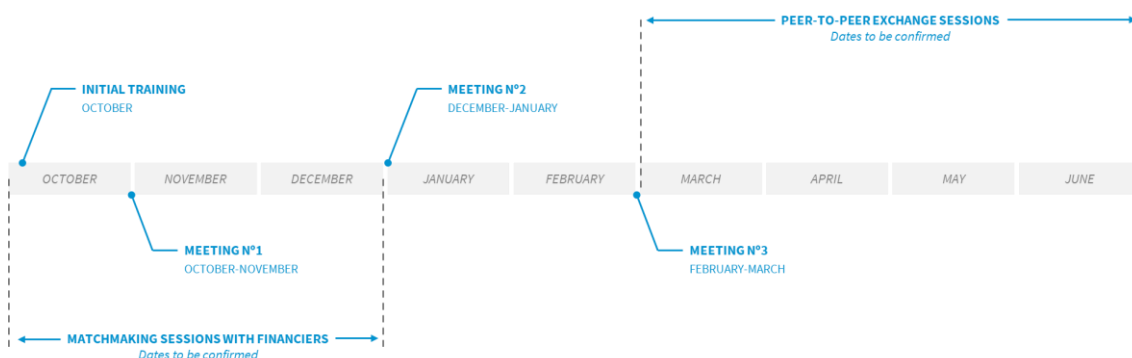 PEER-TO-PEER EXCHANGE SESSIONS
Dates to be confirmed
INITIAL TRAINING
OCTOBER
MEETING Nº2
DECEMBER-JANUARY
OCTOBER
NOVEMBER
DECEMBER
JANUARY
FEBRUARY
MARCH
APRIL
MAY
JUNE
MEETING Nº1
OCTOBER-NOVEMBER
MEETING Nº3
FEBRUARY-MARCH
MATCHMAKING SESSIONS WITH FINANCIERS
Dates to be confirmed